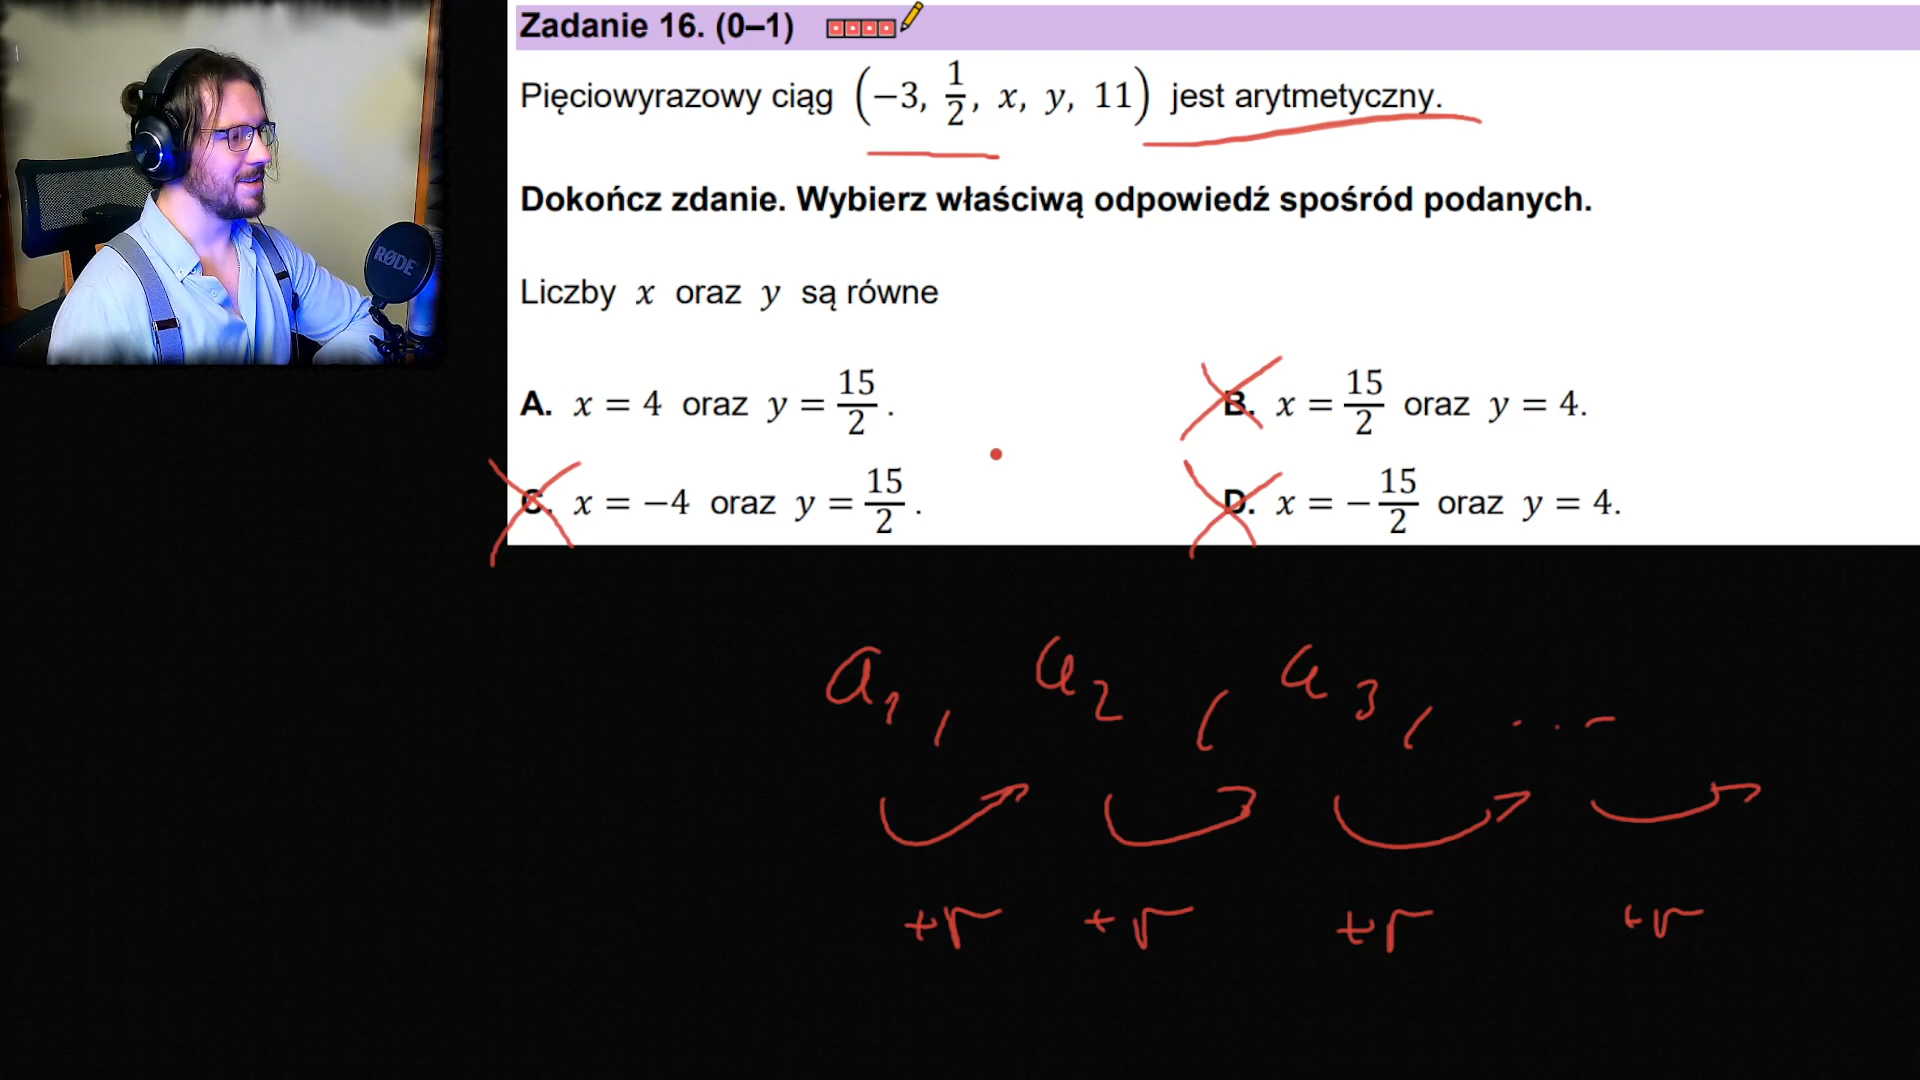 Zadanie 16. (0–1)
Pięciowyrazowy ciąg (−3, 1/2, x, y, 11) jest arytmetyczny.
Dokończ zdanie. Wybierz właściwą odpowiedź spośród podanych.
Liczby x oraz y są równe
A. x = 4 oraz y = 15/2 .
B. x = 15/2 oraz y = 4.
C. x = −4 oraz y = 15/2 .
D. x = −15/2 oraz y = 4.
RØDE
a₁, a₂, a₃, ...
+r +r +r +r